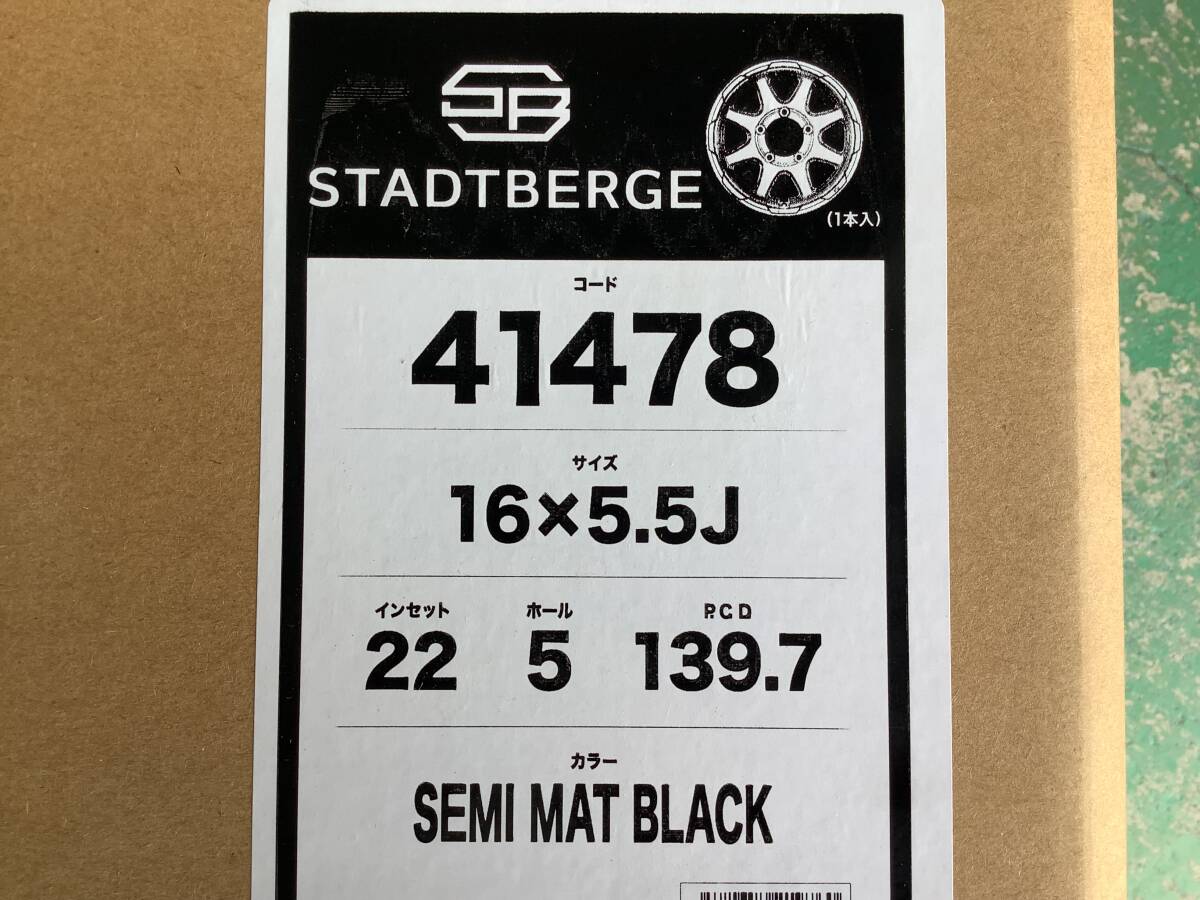 SB
STADTBERGE
(1本入)
コード
41478
サイズ
16×5.5J
インセット ホール P.C.D
22 5 139.7
カラー
SEMI MAT BLACK